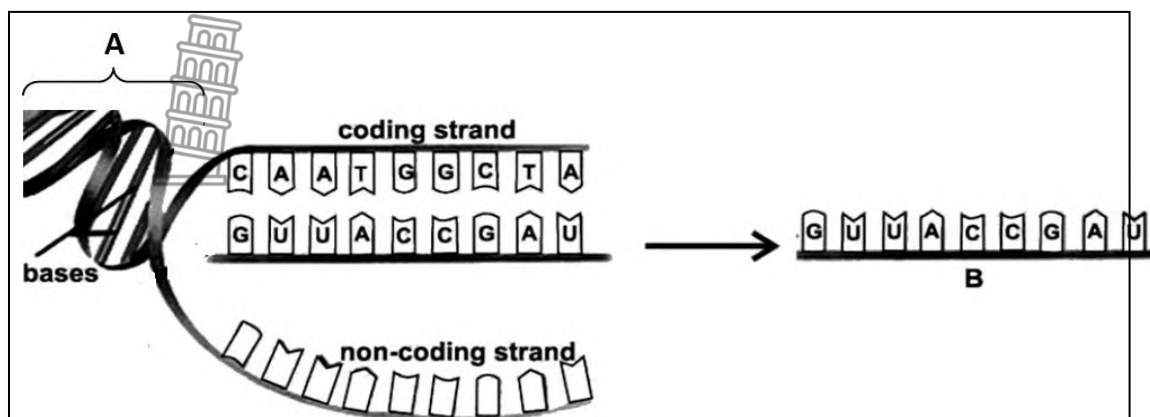 A
coding strand
C A A T G G C T A
G U U A C C G A U
bases
G U U A C C G A U
B
non-coding strand